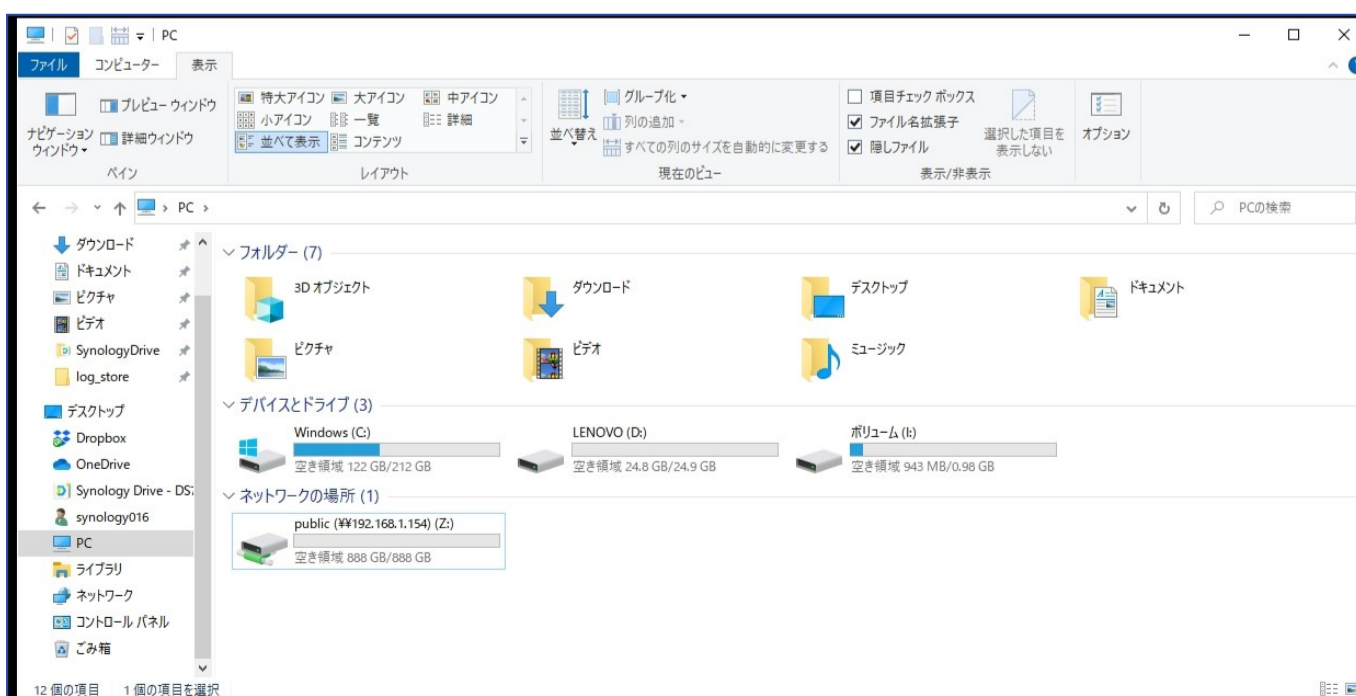 PC
ファイル コンピューター 表示
ナビゲーション
ウィンドウ
プレビュー ウィンドウ
詳細ウィンドウ
ペイン
特大アイコン 大アイコン 中アイコン
小アイコン 一覧 詳細
並べて表示 コンテンツ
レイアウト
並べ替え
グループ化
列の追加
すべての列のサイズを自動的に変更する
現在のビュー
項目チェック ボックス
ファイル名拡張子
隠しファイル
選択した項目を
表示しない
表示/非表示
オプション
PC
PCの検索
ダウンロード
ドキュメント
ピクチャ
ビデオ
SynologyDrive
log_store
デスクトップ
Dropbox
OneDrive
Synology Drive - DS
synology016
PC
ライブラリ
ネットワーク
コントロール パネル
ごみ箱
フォルダー (7)
3D オブジェクト
ダウンロード
デスクトップ
ドキュメント
ピクチャ
ビデオ
ミュージック
デバイスとドライブ (3)
Windows (C:)
空き領域 122 GB/212 GB
LENOVO (D:)
空き領域 24.8 GB/24.9 GB
ボリューム (I:)
空き領域 943 MB/0.98 GB
ネットワークの場所 (1)
public (¥¥192.168.1.154) (Z:)
空き領域 888 GB/888 GB
12 個の項目 1 個の項目を選択